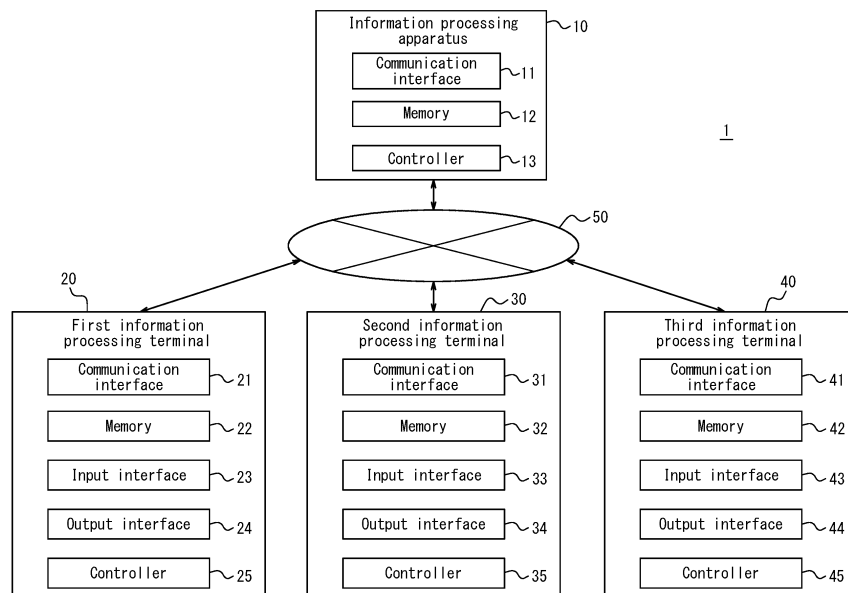 Information processing
apparatus
10
Communication
interface
11
Memory
12
Controller
13
1
50
20
First information
processing terminal
Communication
interface
21
Memory
22
Input interface
23
Output interface
24
Controller
25
30
Second information
processing terminal
Communication
interface
31
Memory
32
Input interface
33
Output interface
34
Controller
35
40
Third information
processing terminal
Communication
interface
41
Memory
42
Input interface
43
Output interface
44
Controller
45